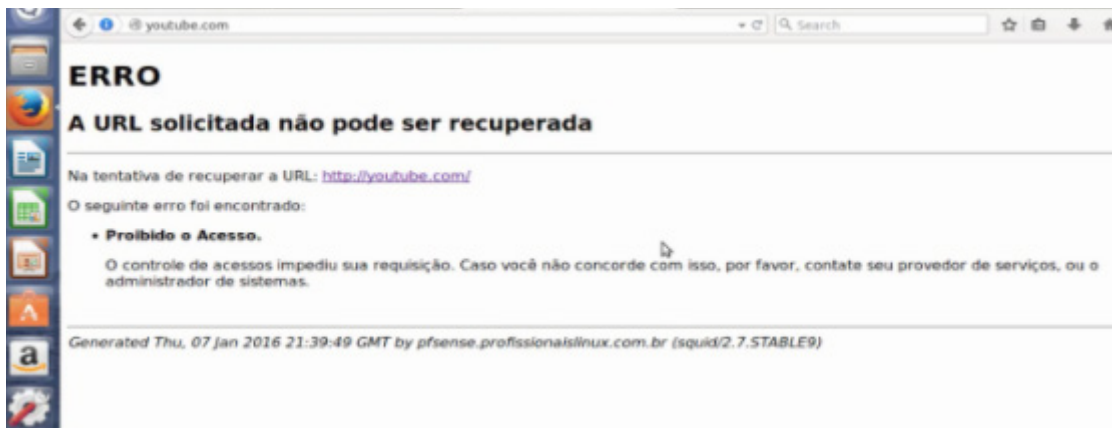 youtube.com
Search
ERRO
A URL solicitada não pode ser recuperada
Na tentativa de recuperar a URL: http://youtube.com/
O seguinte erro foi encontrado:
• Proibido o Acesso.
O controle de acessos impediu sua requisição. Caso você não concorde com isso, por favor, contate seu provedor de serviços, ou o
administrador de sistemas.
Generated Thu, 07 Jan 2016 21:39:49 GMT by pfsense.profissionaislinux.com.br (squid/2.7.STABLE9)
a